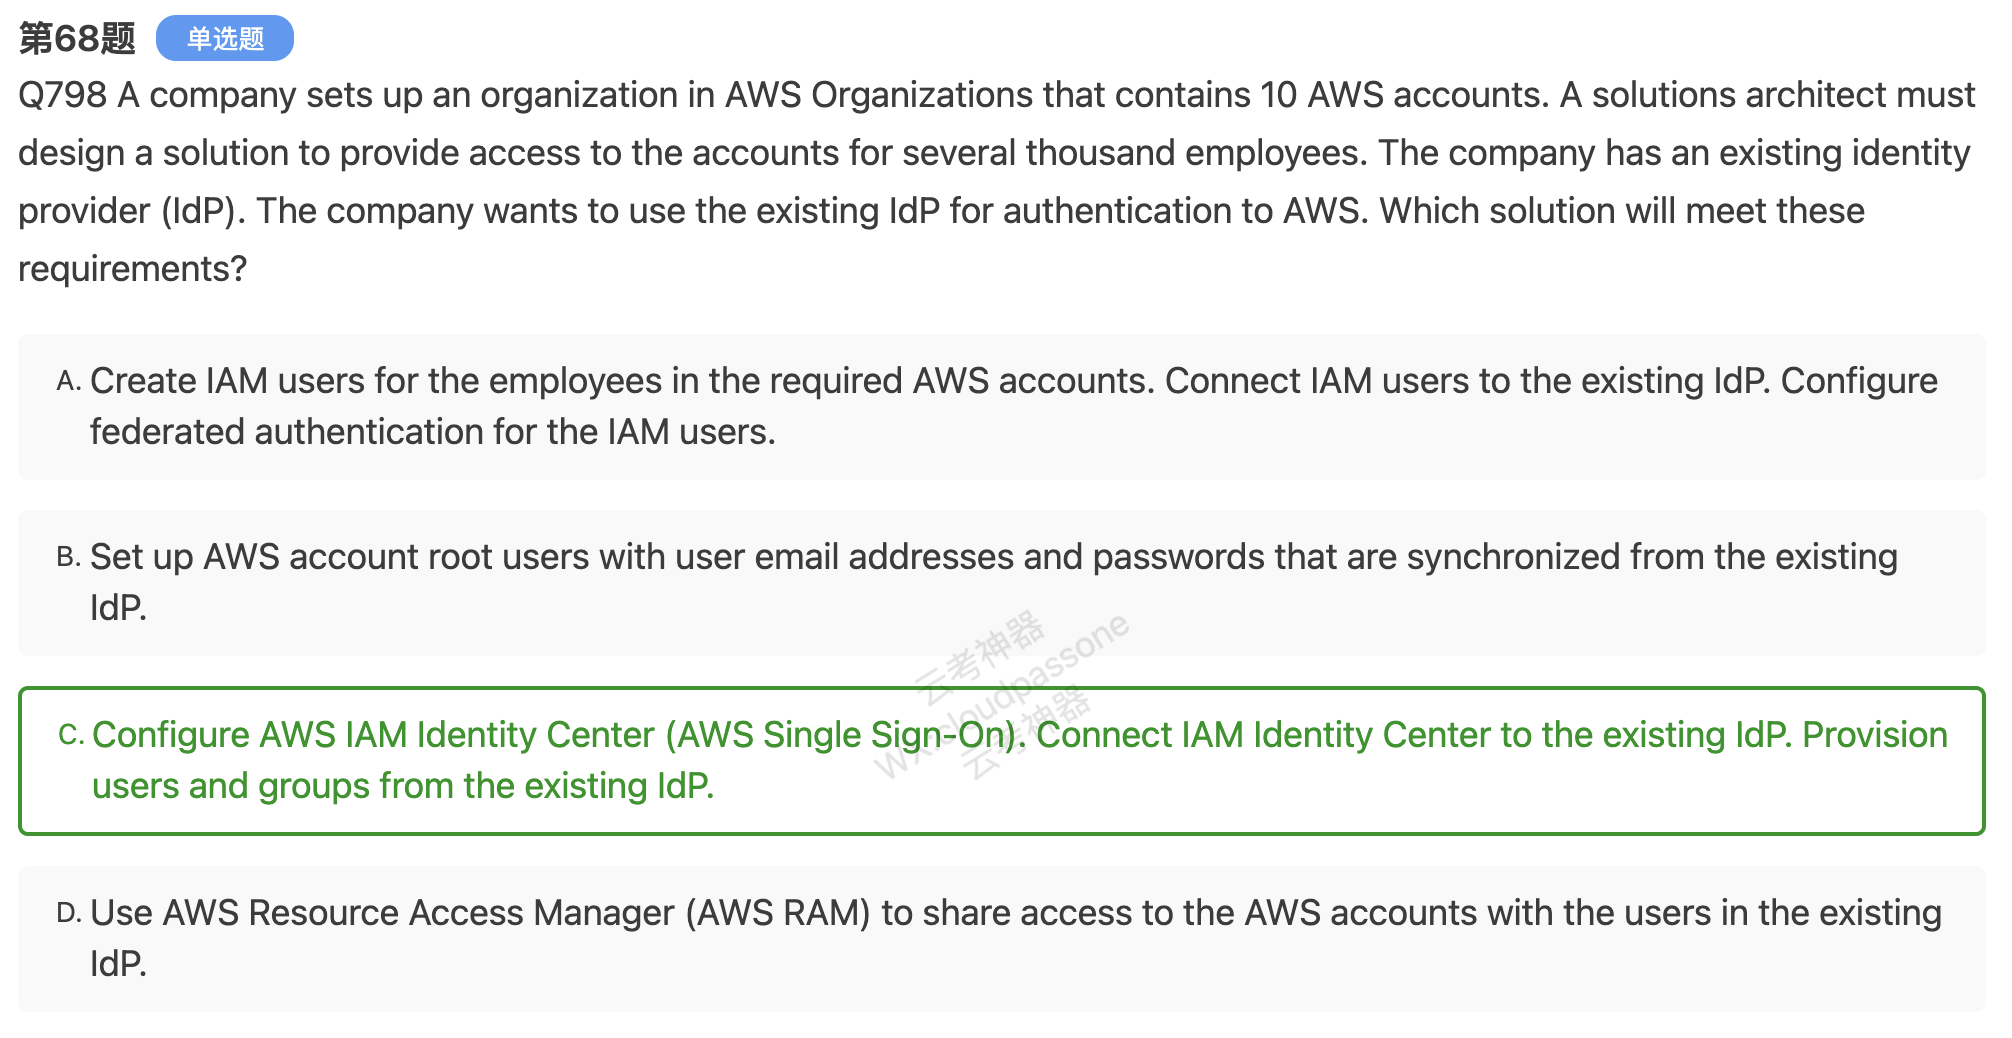 第68题 单选题
Q798 A company sets up an organization in AWS Organizations that contains 10 AWS accounts. A solutions architect must
design a solution to provide access to the accounts for several thousand employees. The company has an existing identity
provider (IdP). The company wants to use the existing IdP for authentication to AWS. Which solution will meet these
requirements?
A. Create IAM users for the employees in the required AWS accounts. Connect IAM users to the existing IdP. Configure
federated authentication for the IAM users.
B. Set up AWS account root users with user email addresses and passwords that are synchronized from the existing
IdP.
C. Configure AWS IAM Identity Center (AWS Single Sign-On). Connect IAM Identity Center to the existing IdP. Provision
users and groups from the existing IdP.
D. Use AWS Resource Access Manager (AWS RAM) to share access to the AWS accounts with the users in the existing
IdP.
云考神器
cloudpassone
云考神器